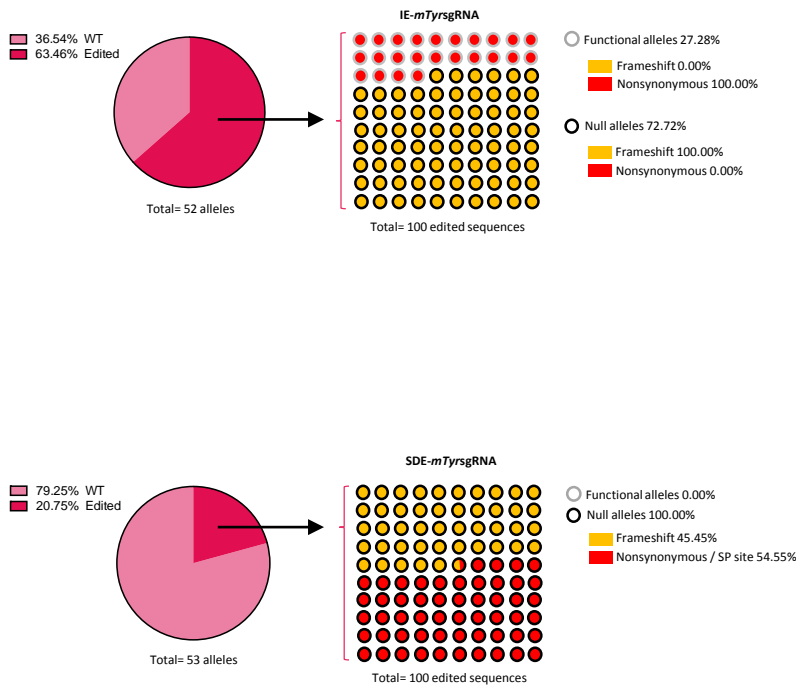 IE-mTyrsgRNA
36.54% WT
63.46% Edited
Total= 52 alleles
Total= 100 edited sequences
Functional alleles 27.28%
Frameshift 0.00%
Nonsynonymous 100.00%
Null alleles 72.72%
Frameshift 100.00%
Nonsynonymous 0.00%
SDE-mTyrsgRNA
79.25% WT
20.75% Edited
Total= 53 alleles
Total= 100 edited sequences
Functional alleles 0.00%
Null alleles 100.00%
Frameshift 45.45%
Nonsynonymous / SP site 54.55%